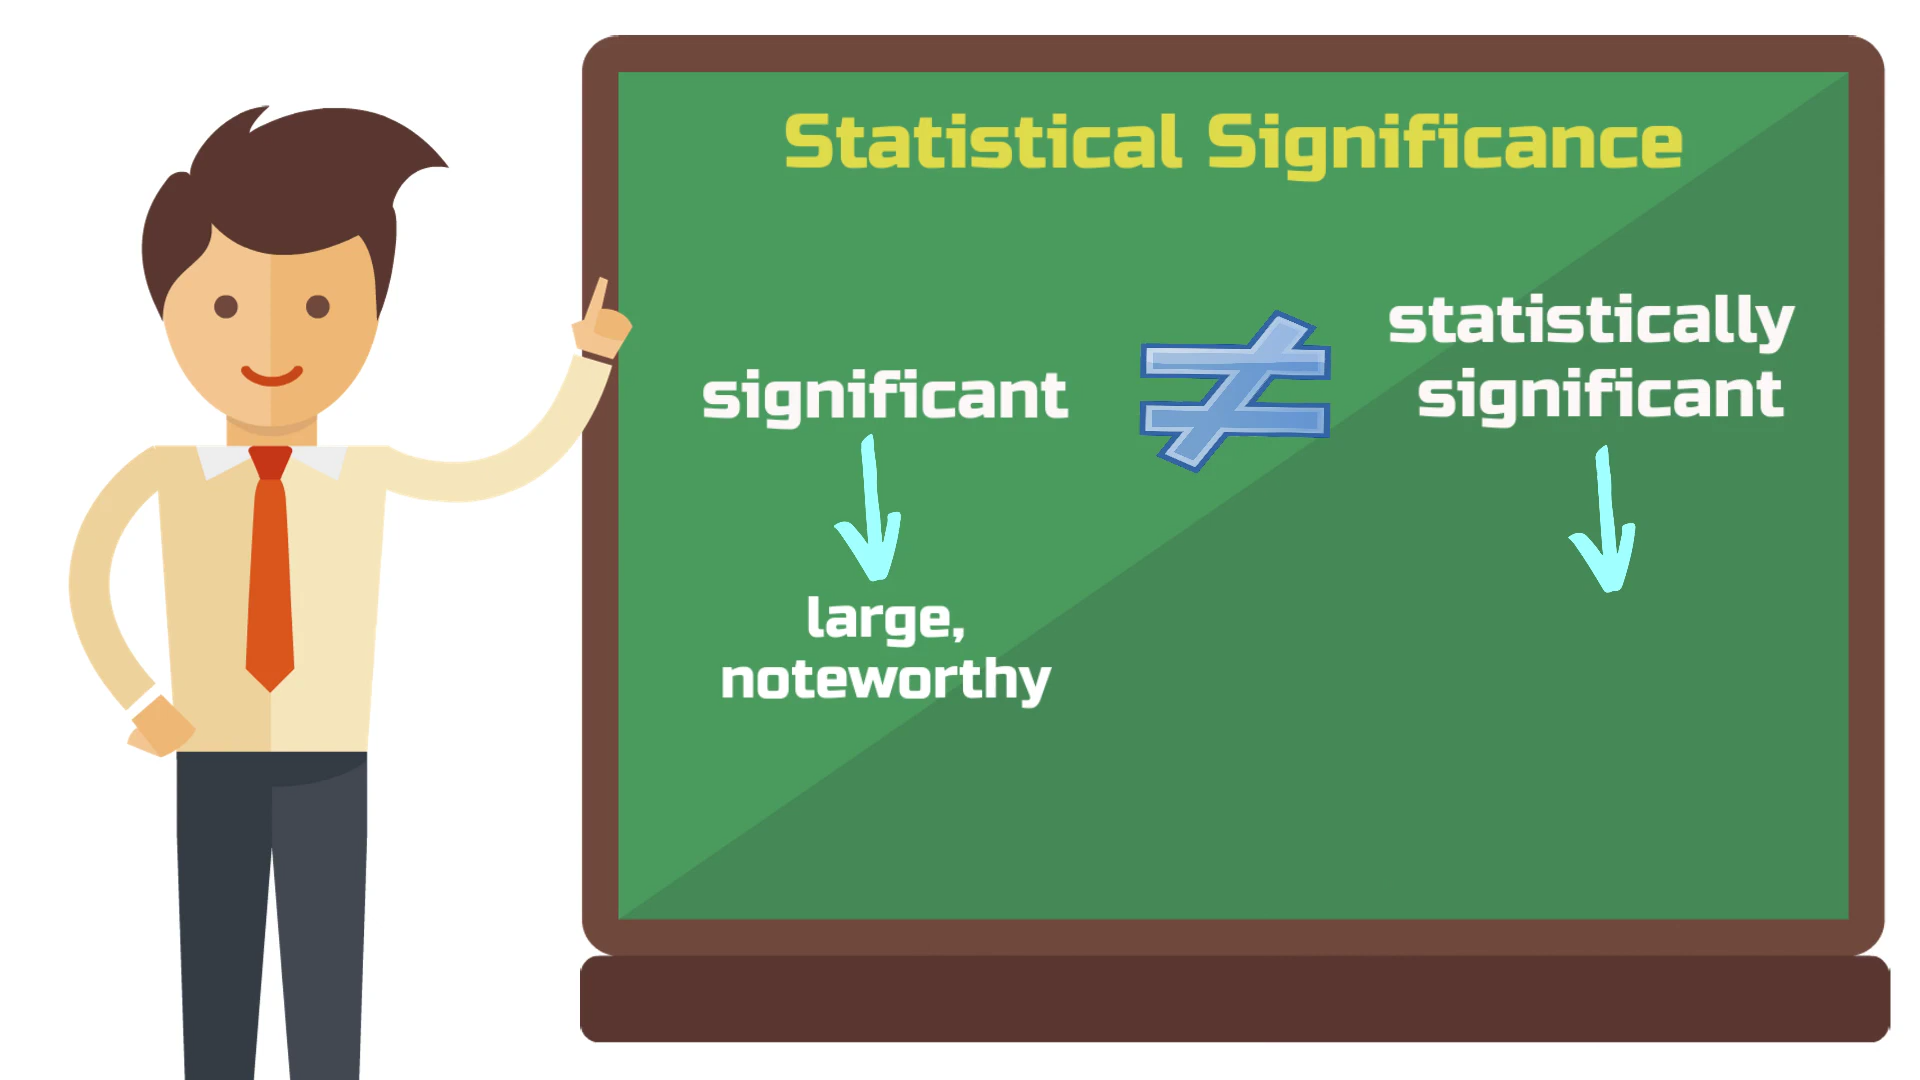 Statistical Significance
significant
≠
statistically
significant
large,
noteworthy